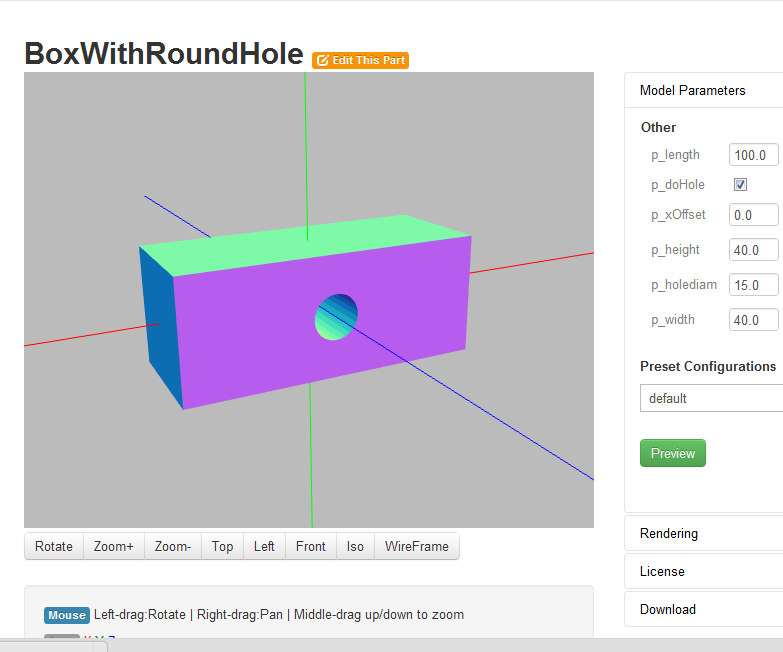 BoxWithRoundHole Edit This Part
Model Parameters
Other
p_length 100.0
p_doHole
p_xOffset 0.0
p_height 40.0
p_holediam 15.0
p_width 40.0
Preset Configurations
default
Preview
Rendering
License
Download
Rotate Zoom+ Zoom- Top Left Front Iso WireFrame
Mouse Left-drag:Rotate | Right-drag:Pan | Middle-drag up/down to zoom